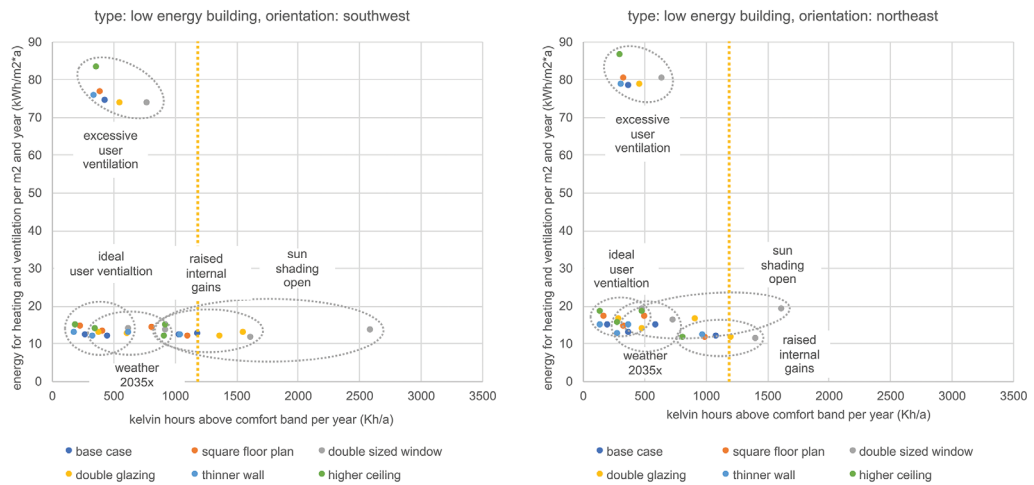 type: low energy building, orientation: southwest
energy for heating and ventilation per m2 and year (kWh/m2*a)
90
80
70
60
50
40
30
20
10
0
excessive
user
ventilation
ideal
user ventialtion
raised
internal
gains
sun
shading
open
weather
2035x
0
500
1000
1500
2000
2500
3000
3500
kelvin hours above comfort band per year (Kh/a)
base case
square floor plan
double sized window
double glazing
thinner wall
higher ceiling
type: low energy building, orientation: northeast
energy for heating and ventilation per m2 and year (kWh/m2*a)
90
80
70
60
50
40
30
20
10
0
excessive
user
ventilation
ideal
user
ventialtion
sun
shading
open
weather
2035x
raised
internal
gains
0
500
1000
1500
2000
2500
3000
3500
kelvin hours above comfort band per year (Kh/a)
base case
square floor plan
double sized window
double glazing
thinner wall
higher ceiling